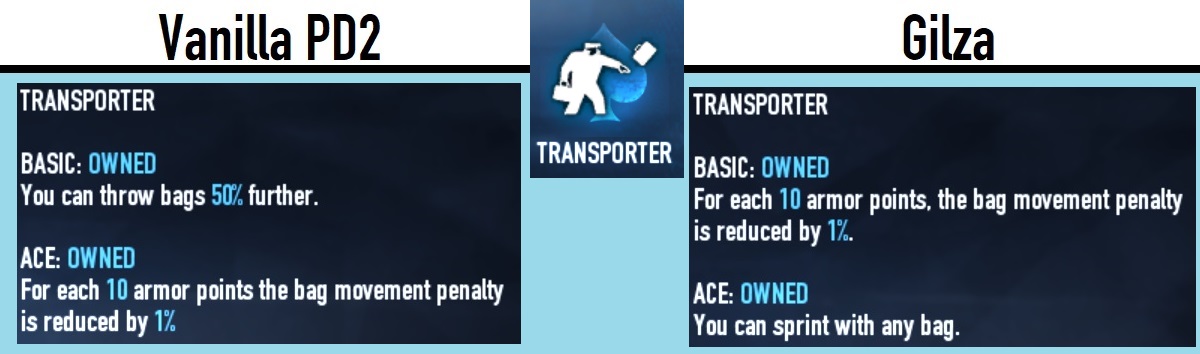 Vanilla PD2
TRANSPORTER
BASIC: OWNED
You can throw bags 50% further.
ACE: OWNED
For each 10 armor points the bag movement penalty
is reduced by 1%
TRANSPORTER
Gilza
TRANSPORTER
BASIC: OWNED
For each 10 armor points, the bag movement penalty
is reduced by 1%.
ACE: OWNED
You can sprint with any bag.